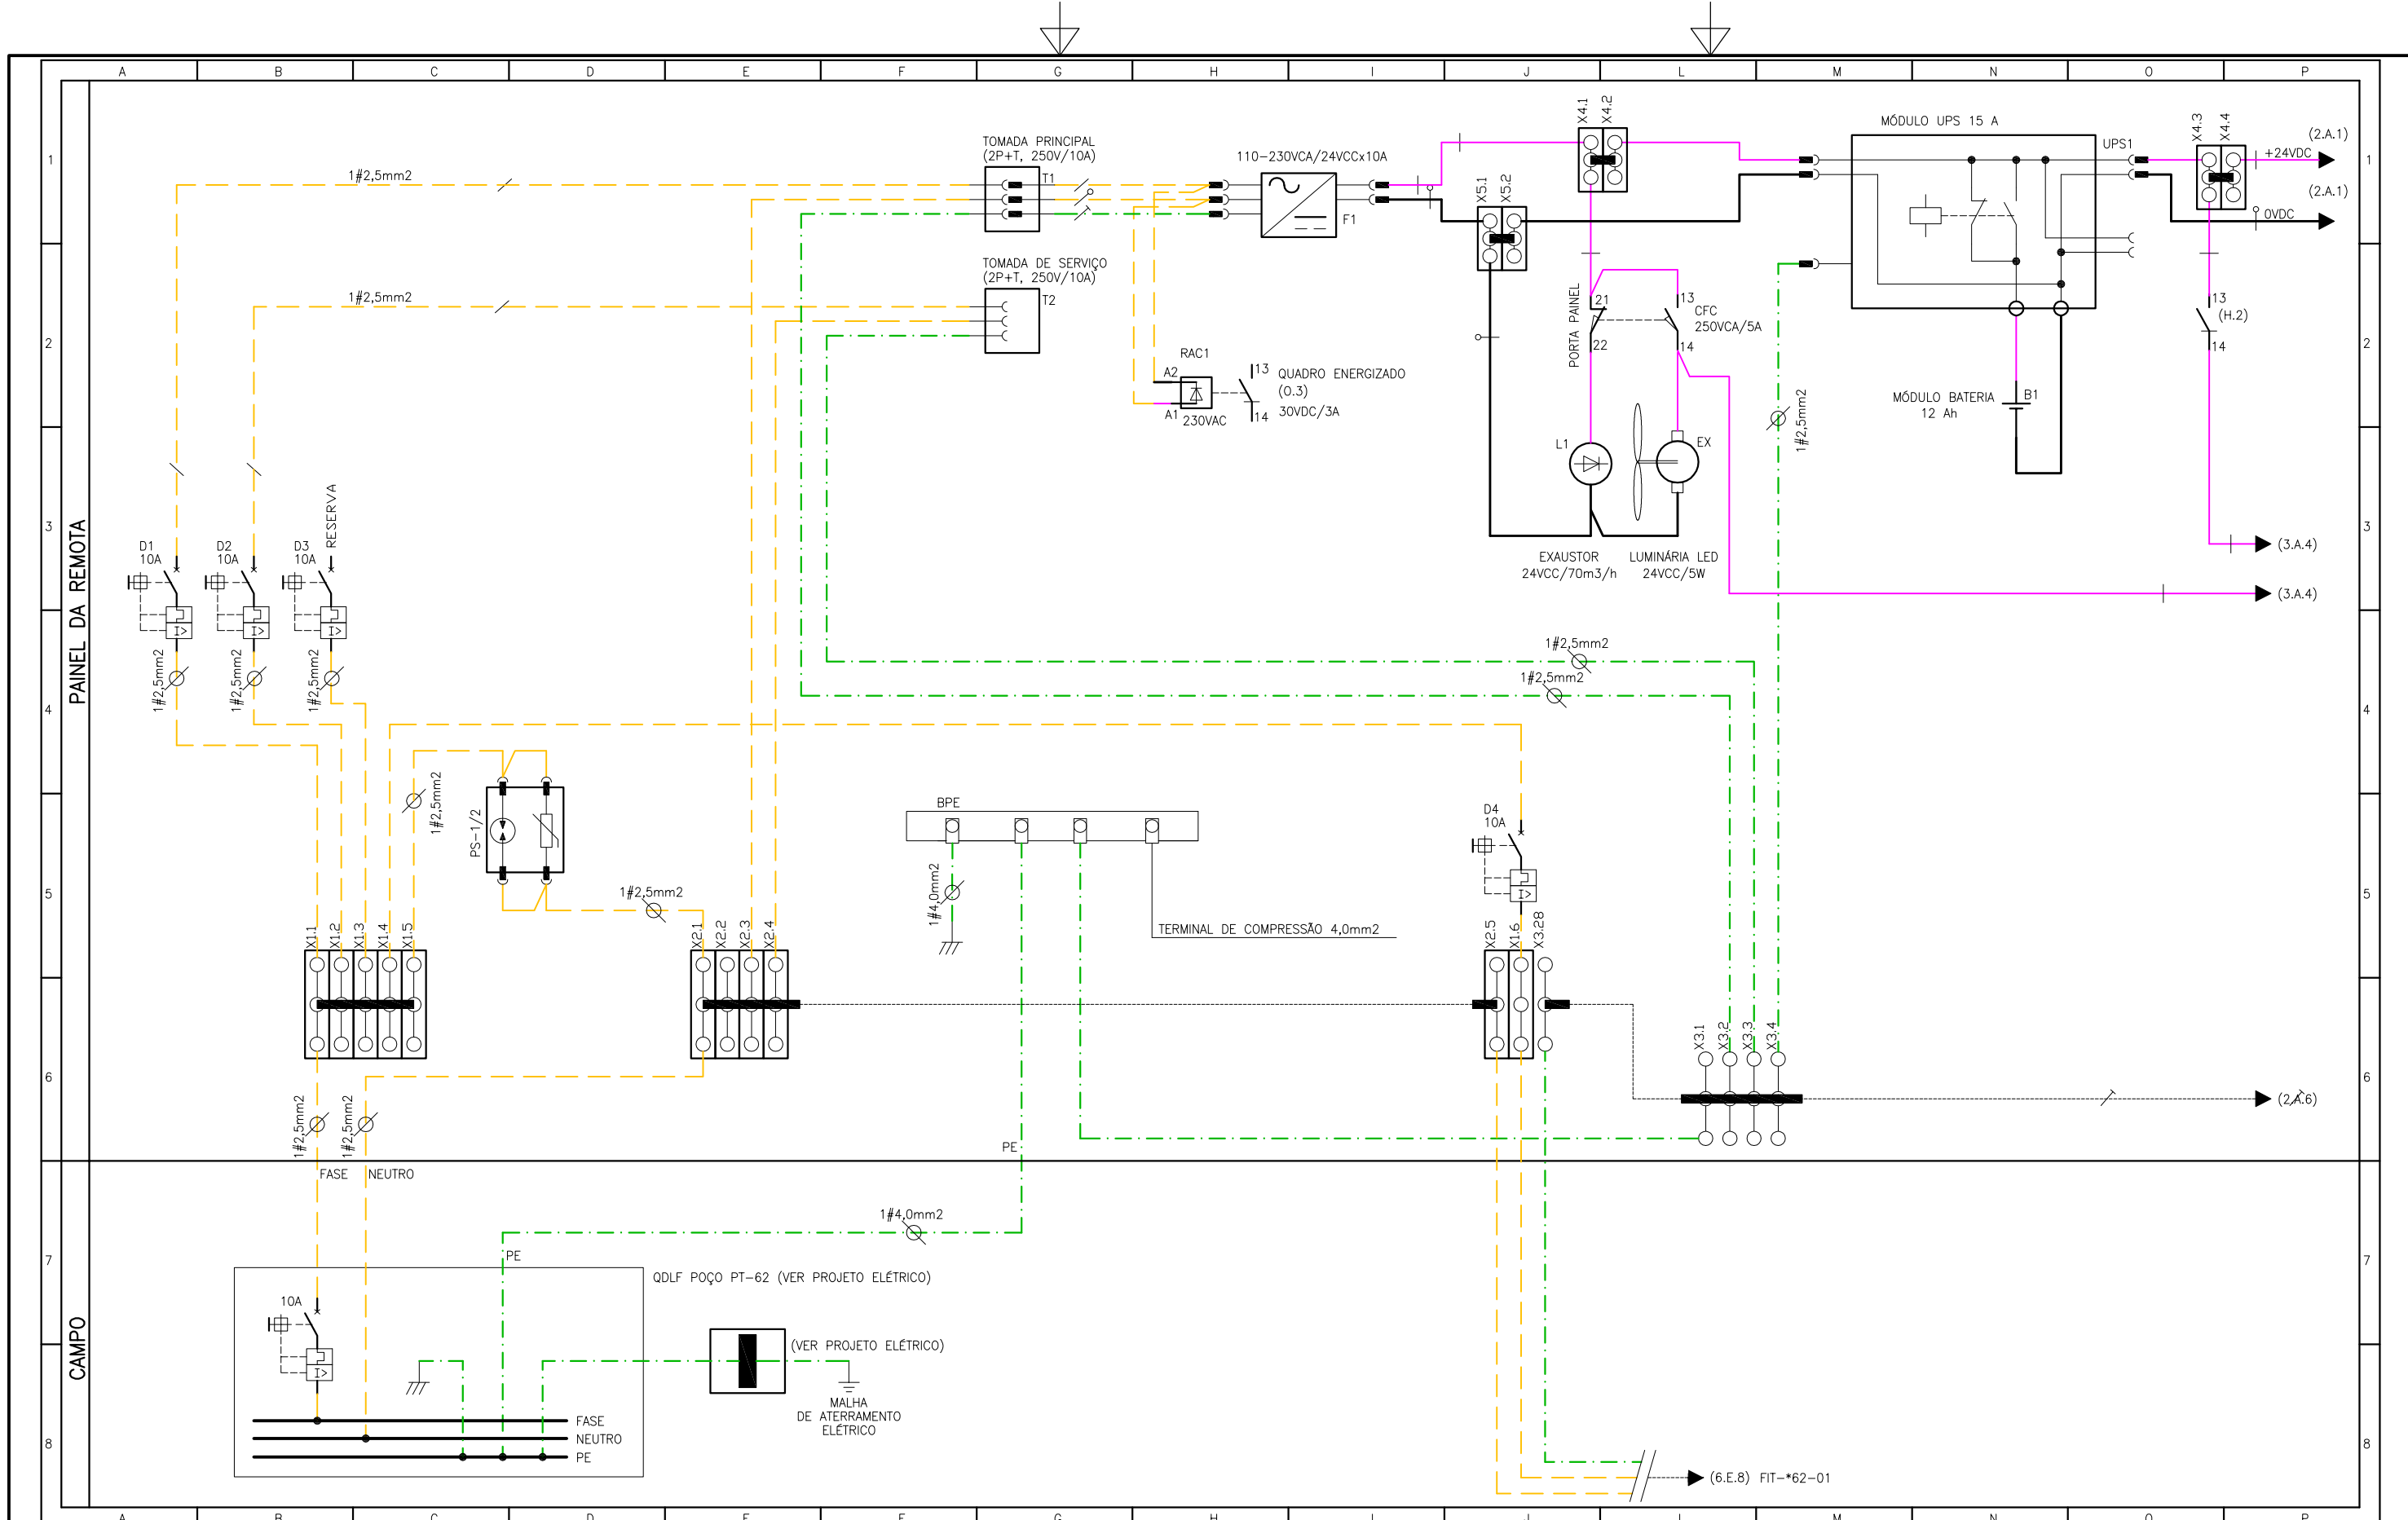 A B C D E F G H I J L M N O P
X4.1
X4.2
X4.3
X4.4
MÓDULO UPS 15 A
UPS1
(2.A.1)
+24VDC
(2.A.1)
0VDC
1
1
TOMADA PRINCIPAL
(2P+T, 250V/10A)
T1
110-230VCA/24VCCx10A
F1
1#2,5mm2
X5.1
X5.2
TOMADA DE SERVIÇO
(2P+T, 250V/10A)
T2
1#2,5mm2
PORTA PAINEL
21
22
13
14
CFC
250VCA/5A
13
(H.2)
14
2
2
RAC1
A2
A1
230VAC
13
14
QUADRO ENERGIZADO
(O.3)
30VDC/3A
MÓDULO BATERIA
12 Ah
B1
1#2,5mm2
L1
EX
EXAUSTOR
24VCC/70m3/h
LUMINÁRIA LED
24VCC/5W
3
3
PAINEL DA REMOTA
D1
10A
D2
10A
D3
10A
RESERVA
I>
I>
I>
(3.A.4)
(3.A.4)
1#2,5mm2
1#2,5mm2
1#2,5mm2
1#2,5mm2
1#2,5mm2
4
4
1#2,5mm2
PS-1/2
BPE
D4
10A
I>
1#2,5mm2
1#4,0mm2
TERMINAL DE COMPRESSÃO 4,0mm2
5
5
X1.1
X1.2
X1.3
X1.4
X1.5
X2.1
X2.2
X2.3
X2.4
X2.5
X1.6
X3.28
X3.1
X3.2
X3.3
X3.4
6
6
(2.A.6)
1#2,5mm2
1#2,5mm2
PE
FASE
NEUTRO
1#4,0mm2
PE
7
7
QDLF POÇO PT-62 (VER PROJETO ELÉTRICO)
10A
I>
CAMPO
(VER PROJETO ELÉTRICO)
MALHA
DE ATERRAMENTO
ELÉTRICO
FASE
NEUTRO
PE
8
8
(6.E.8) FIT-*62-01
A B C D E F G H I J L M N O P